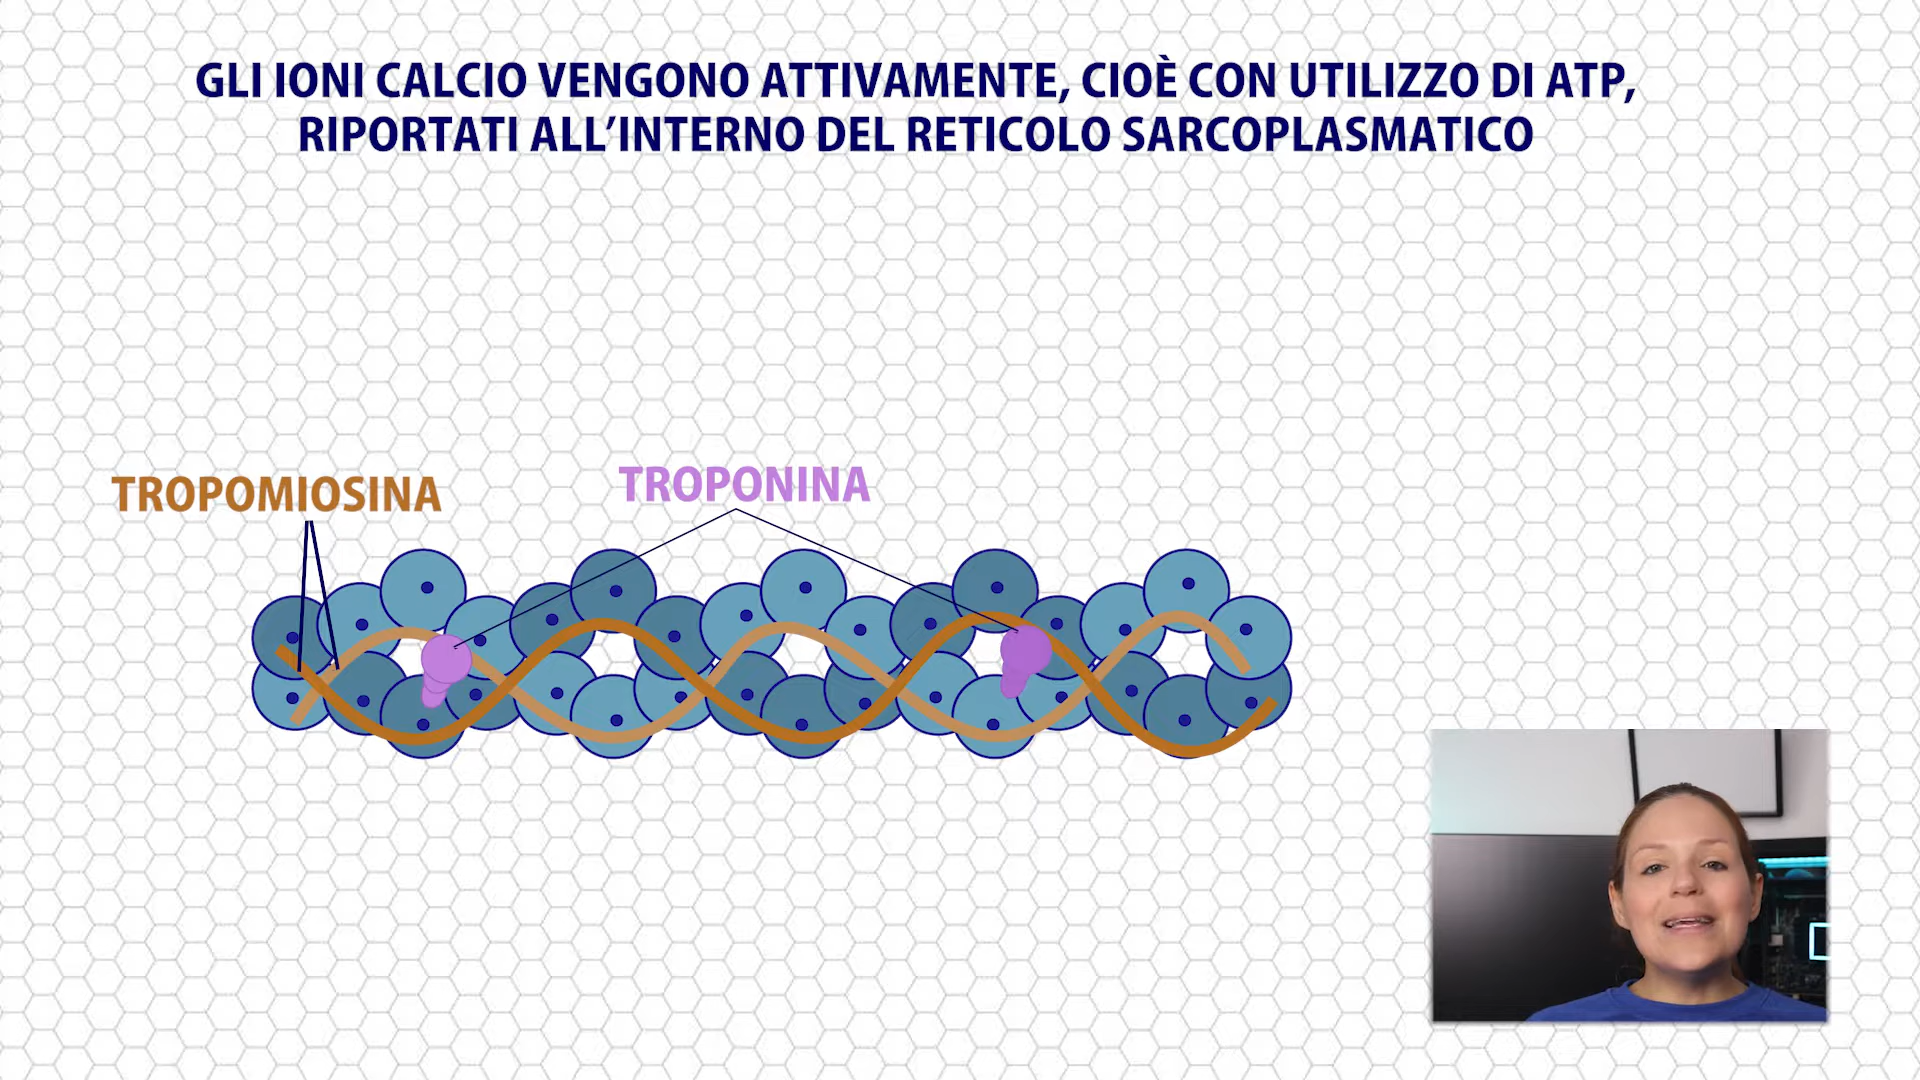 GLI IONI CALCIO VENGONO ATTIVAMENTE, CIOÈ CON UTILIZZO DI ATP,
RIPORTATI ALL’INTERNO DEL RETICOLO SARCOPLASMATICO
TROPOMIOSINA
TROPONINA